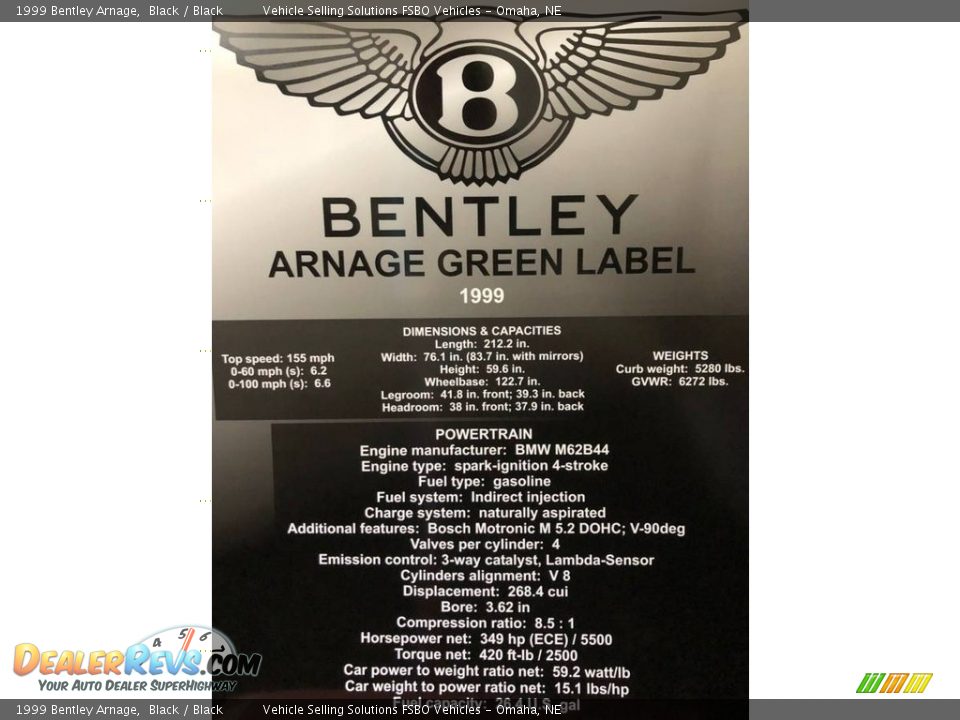 1999 Bentley Arnage,  Black / Black        Vehicle Selling Solutions FSBO Vehicles - Omaha, NE
B
BENTLEY
ARNAGE GREEN LABEL
1999
Top speed: 155 mph
0-60 mph (s):  6.2
0-100 mph (s):  6.6
DIMENSIONS & CAPACITIES
Length:  212.2 in.
Width:  76.1 in. (83.7 in. with mirrors)
Height:  59.6 in.
Wheelbase:  122.7 in.
Legroom:  41.8 in. front; 39.3 in. back
Headroom:  38 in. front; 37.9 in. back
WEIGHTS
Curb weight:  5280 lbs.
GVWR:  6272 lbs.
POWERTRAIN
Engine manufacturer:  BMW M62B44
Engine type:  spark-ignition 4-stroke
Fuel type:  gasoline
Fuel system:  Indirect injection
Charge system:  naturally aspirated
Additional features:  Bosch Motronic M 5.2 DOHC; V-90deg
Valves per cylinder:  4
Emission control: 3-way catalyst, Lambda-Sensor
Cylinders alignment:  V 8
Displacement:  268.4 cui
Bore:  3.62 in
Compression ratio:  8.5 : 1
Horsepower net:  349 hp (ECE) / 5500
Torque net:  420 ft-lb / 2500
Car power to weight ratio net:  59.2 watt/lb
Car weight to power ratio net:  15.1 lbs/hp
Fuel capacity:  26.4 U.S. gal
4 5 6
DEALERREVS.COM
YOUR AUTO DEALER SUPERHIGHWAY
1999 Bentley Arnage,  Black / Black        Vehicle Selling Solutions FSBO Vehicles - Omaha, NE